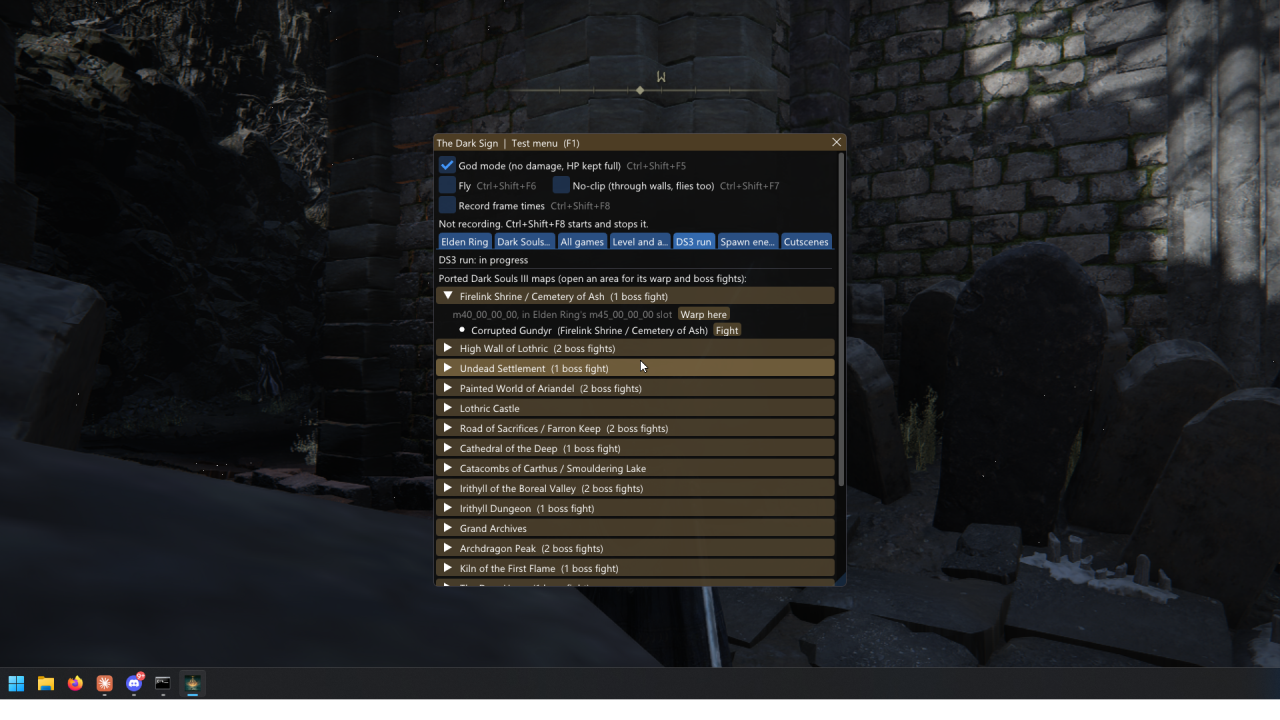 W
The Dark Sign | Test menu (F1)
God mode (no damage, HP kept full) Ctrl+Shift+F5
Fly Ctrl+Shift+F6 No-clip (through walls, flies too) Ctrl+Shift+F7
Record frame times Ctrl+Shift+F8
Not recording. Ctrl+Shift+F8 starts and stops it.
Elden Ring Dark Souls... All games Level and a... DS3 run Spawn ene... Cutscenes
DS3 run: in progress
Ported Dark Souls III maps (open an area for its warp and boss fights):
Firelink Shrine / Cemetery of Ash (1 boss fight)
m40_00_00_00, in Elden Ring's m45_00_00_00 slot Warp here
Corrupted Gundyr (Firelink Shrine / Cemetery of Ash) Fight
High Wall of Lothric (2 boss fights)
Undead Settlement (1 boss fight)
Painted World of Ariandel (2 boss fights)
Lothric Castle
Road of Sacrifices / Farron Keep (2 boss fights)
Cathedral of the Deep (1 boss fight)
Catacombs of Carthus / Smouldering Lake
Irithyll of the Boreal Valley (2 boss fights)
Irithyll Dungeon (1 boss fight)
Grand Archives
Archdragon Peak (2 boss fights)
Kiln of the First Flame (1 boss fight)
9+